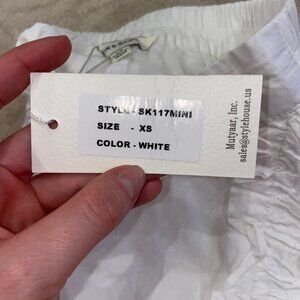 STYLE - SK117MINI
SIZE - XS
COLOR - WHITE
Mutyaar, Inc.
sales@stylehouse.us